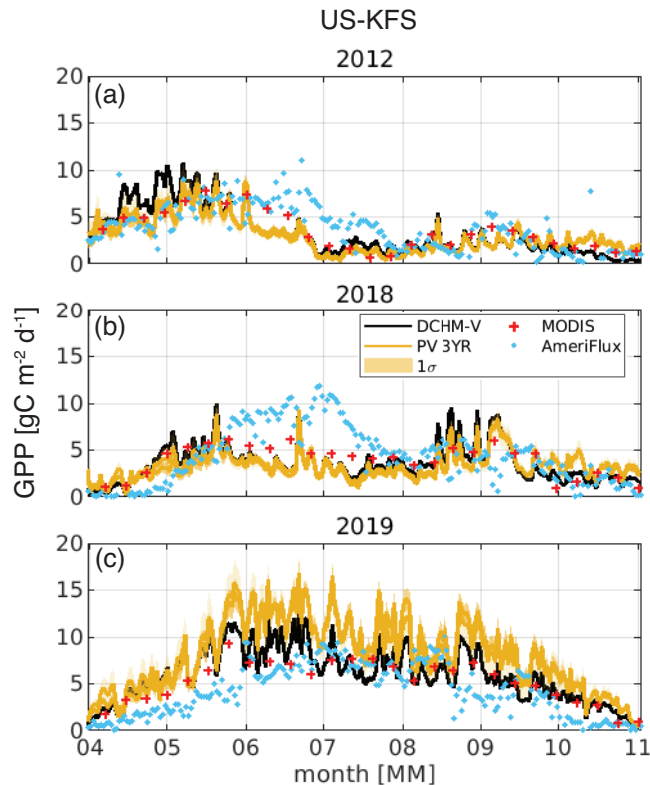 US-KFS
2012
(a)
20
15
10
5
0
2018
(b)
20
15
10
5
0
DCHM-V
MODIS
PV 3YR
AmeriFlux
1σ
GPP [gC m⁻² d⁻¹]
2019
(c)
20
15
10
5
0
04 05 06 07 08 09 10 11
month [MM]